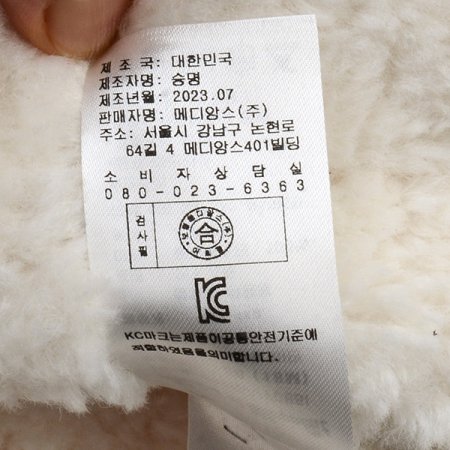 제 조 국: 대한민국
제조자명: 승명
제조년월: 2023.07
판매자명: 메디앙스(주)
주소: 서울시 강남구 논현로
64길 4 메디앙스401빌딩
소 비 자 상 담 실
080-023-6363
검사필
合
KC마크는제품이공통안전기준에
적합하였음을의미합니다.